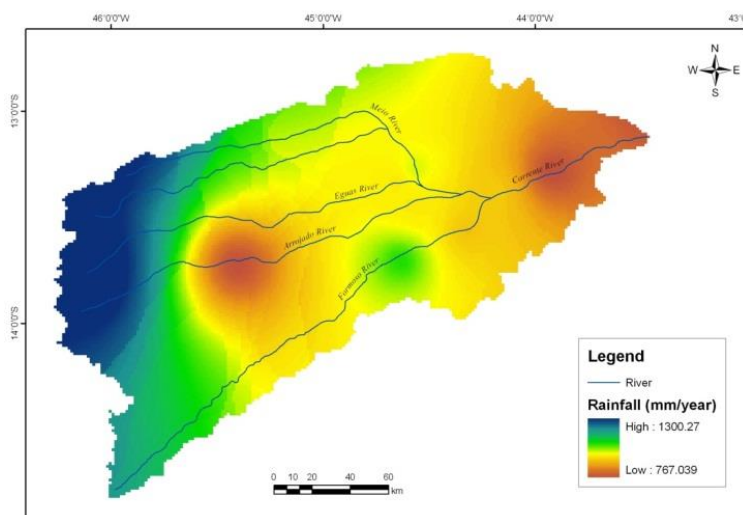 46°0'0"W 45°0'0"W 44°0'0"W 43°
N
W E
S
13°0'0"S
Meio River
Corrente River
Eguas River
Arrojado River
Formoso River
14°0'0"S
Legend
River
Rainfall (mm/year)
High : 1300.27
Low : 767.039
0 10 20 40 60
km